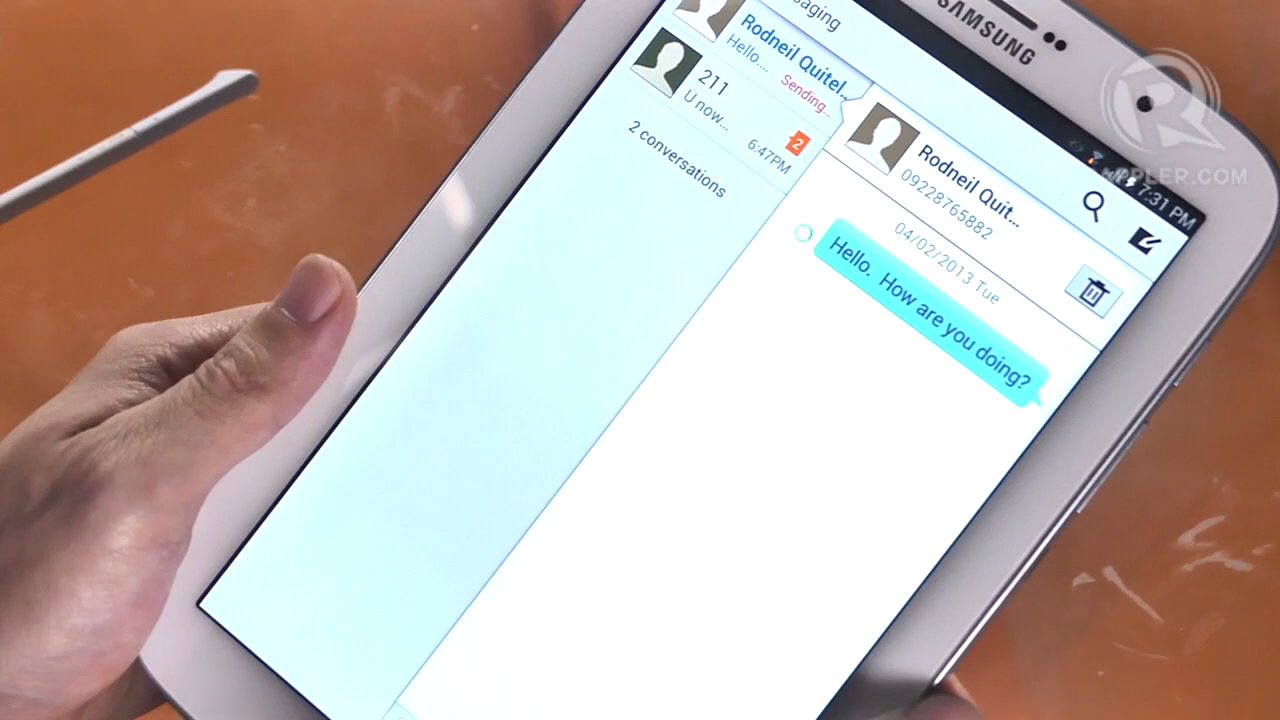 SAMSUNG
RAPPLER.COM
7:31 PM
saging
Rodneil Quitel..
Hello....
Sending..
211
U now...
2
6:47PM
2 conversations
Rodneil Quit...
09228765882
04/02/2013 Tue
Hello. How are you doing?